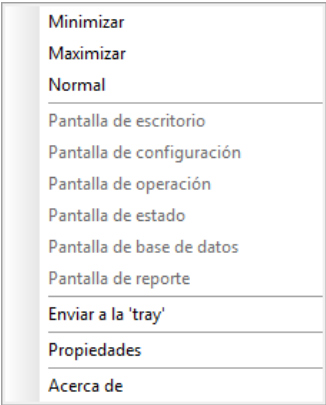 Minimizar
Maximizar
Normal
Pantalla de escritorio
Pantalla de configuración
Pantalla de operación
Pantalla de estado
Pantalla de base de datos
Pantalla de reporte
Enviar a la 'tray'
Propiedades
Acerca de